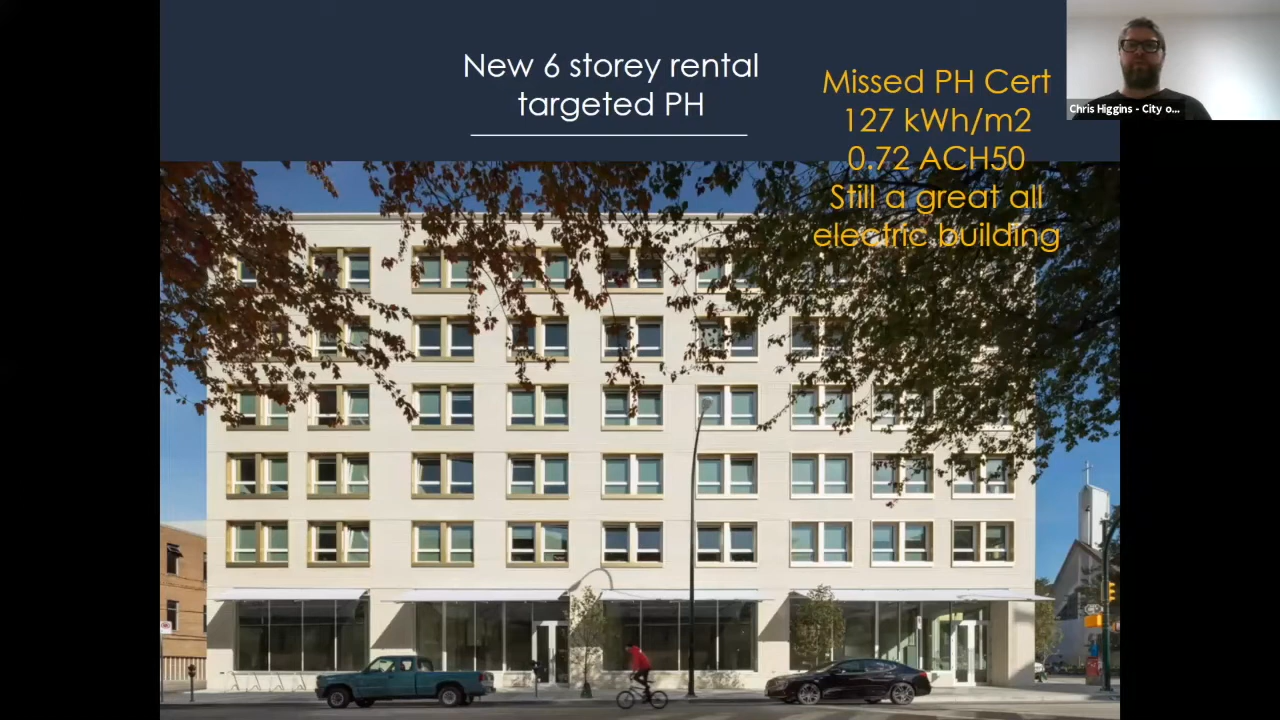 New 6 storey rental
targeted PH
Missed PH Cert
127 kWh/m2
0.72 ACH50
Still a great all
electric building
Chris Higgins - City o...